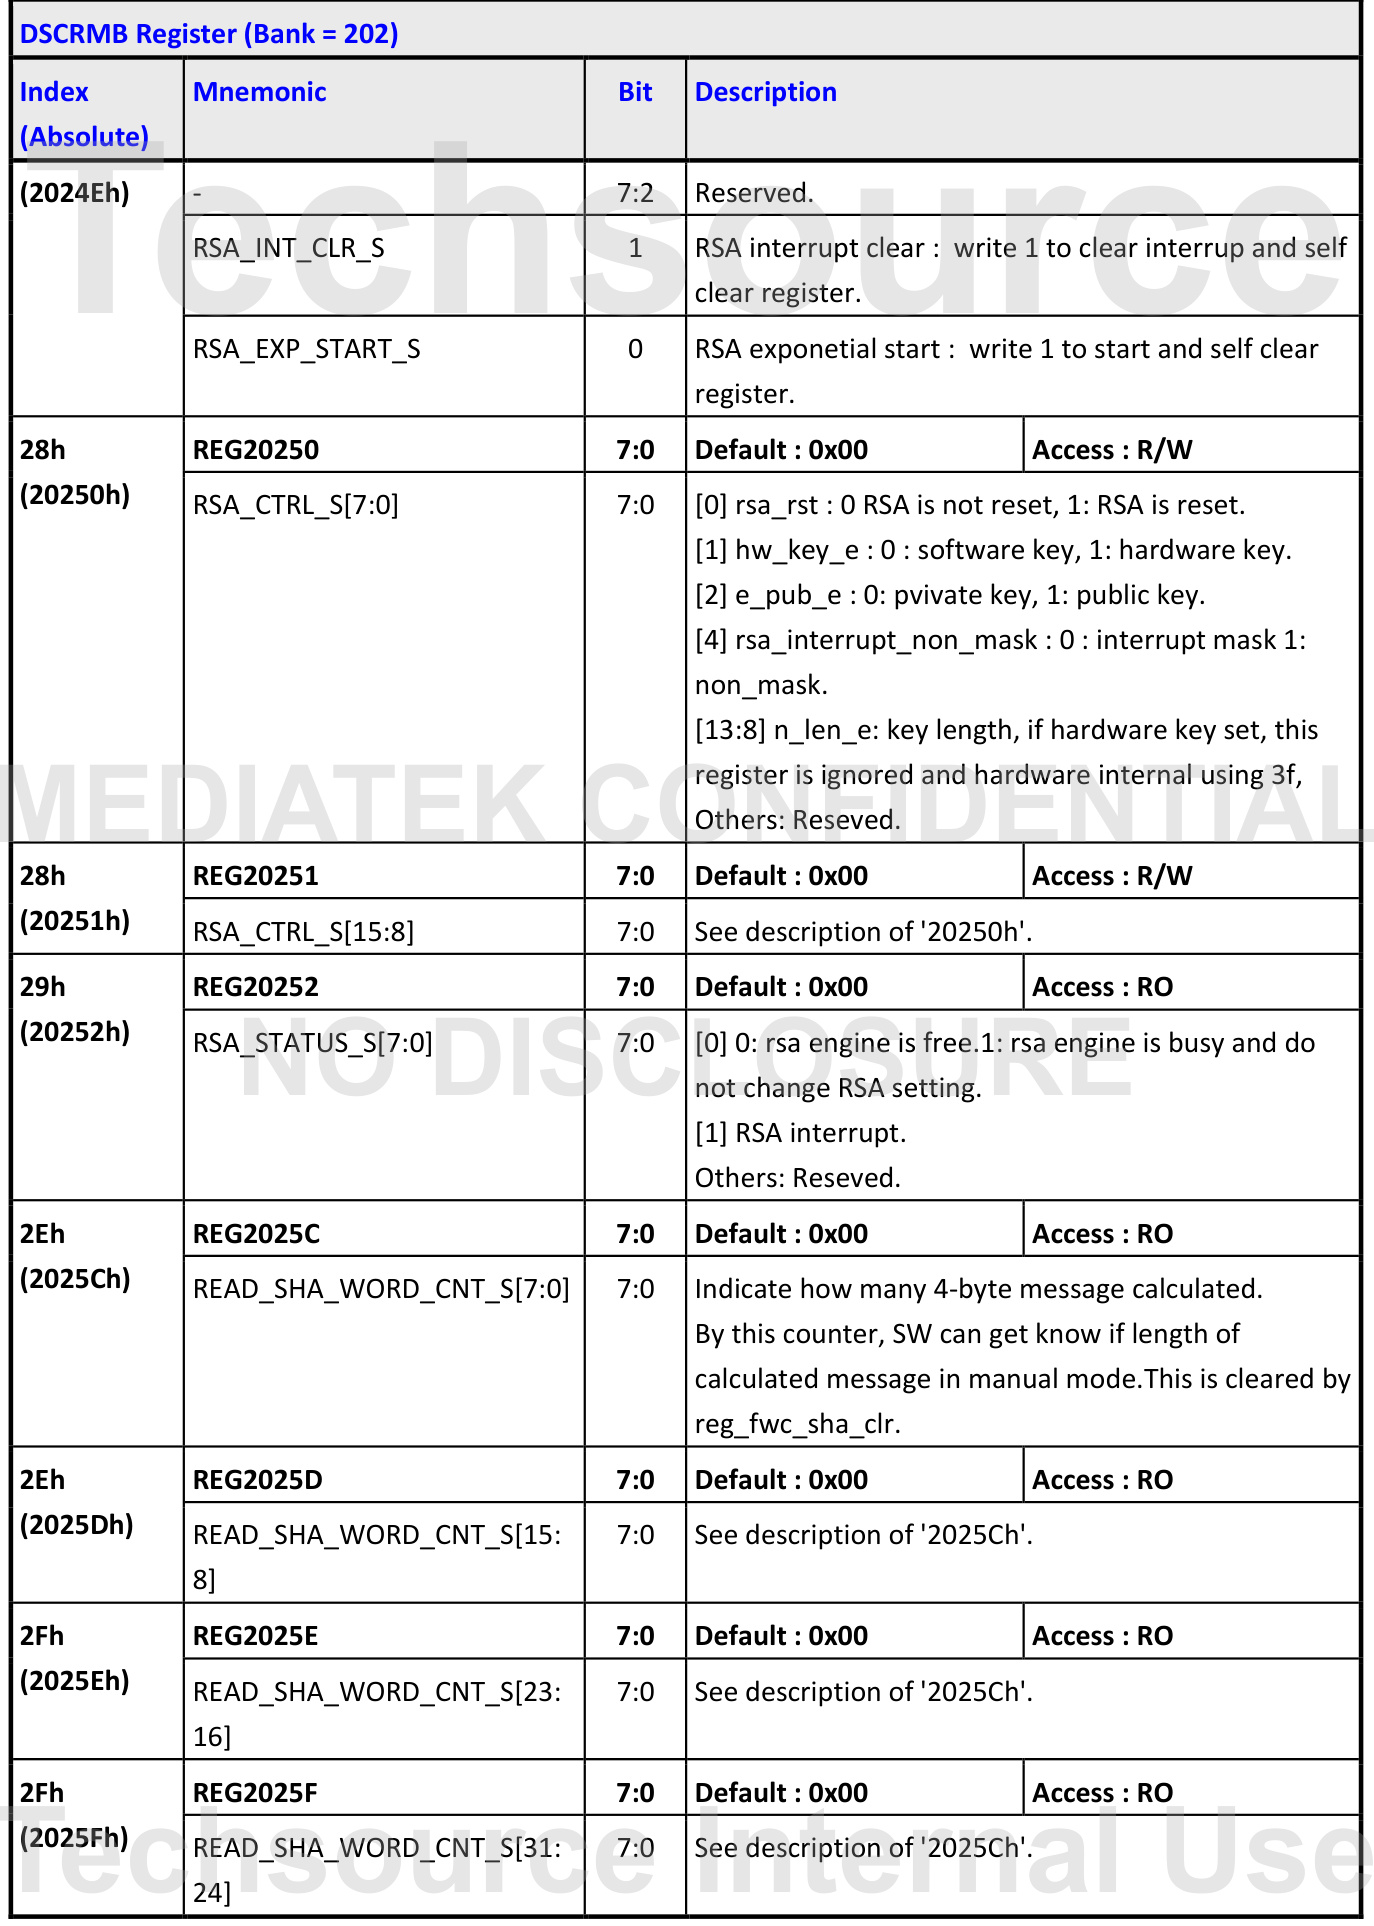 DSCRMB Register (Bank = 202)
Index
(Absolute)
Mnemonic
Bit
Description
(2024Eh)
-
7:2
Reserved.
RSA_INT_CLR_S
1
RSA interrupt clear :  write 1 to clear interrup and self
clear register.
RSA_EXP_START_S
0
RSA exponetial start :  write 1 to start and self clear
register.
28h
(20250h)
REG20250
7:0
Default : 0x00
Access : R/W
RSA_CTRL_S[7:0]
7:0
[0] rsa_rst : 0 RSA is not reset, 1: RSA is reset.
[1] hw_key_e : 0 : software key, 1: hardware key.
[2] e_pub_e : 0: pvivate key, 1: public key.
[4] rsa_interrupt_non_mask : 0 : interrupt mask 1:
non_mask.
[13:8] n_len_e: key length, if hardware key set, this
register is ignored and hardware internal using 3f,
Others: Reseved.
28h
(20251h)
REG20251
7:0
Default : 0x00
Access : R/W
RSA_CTRL_S[15:8]
7:0
See description of '20250h'.
29h
(20252h)
REG20252
7:0
Default : 0x00
Access : RO
RSA_STATUS_S[7:0]
7:0
[0] 0: rsa engine is free.1: rsa engine is busy and do
not change RSA setting.
[1] RSA interrupt.
Others: Reseved.
2Eh
(2025Ch)
REG2025C
7:0
Default : 0x00
Access : RO
READ_SHA_WORD_CNT_S[7:0]
7:0
Indicate how many 4-byte message calculated.
By this counter, SW can get know if length of
calculated message in manual mode.This is cleared by
reg_fwc_sha_clr.
2Eh
(2025Dh)
REG2025D
7:0
Default : 0x00
Access : RO
READ_SHA_WORD_CNT_S[15:
8]
7:0
See description of '2025Ch'.
2Fh
(2025Eh)
REG2025E
7:0
Default : 0x00
Access : RO
READ_SHA_WORD_CNT_S[23:
16]
7:0
See description of '2025Ch'.
2Fh
(2025Fh)
REG2025F
7:0
Default : 0x00
Access : RO
READ_SHA_WORD_CNT_S[31:
24]
7:0
See description of '2025Ch'.
Techsource
MEDIATEK CONFIDENTIAL
NO DISCLOSURE
Techsource Internal Use